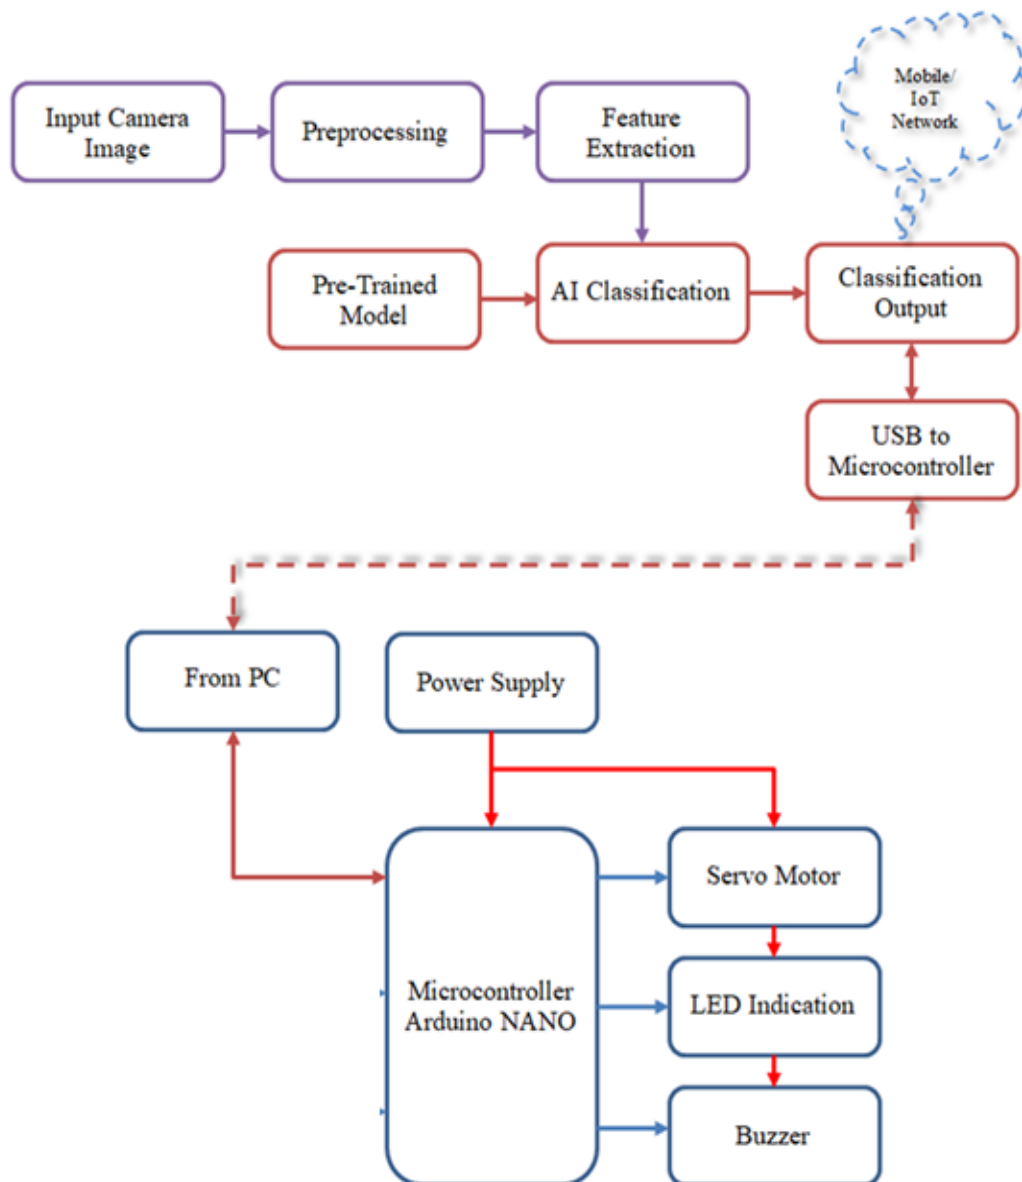 Mobile/
IoT
Network
Input Camera
Image
Preprocessing
Feature
Extraction
Pre-Trained
Model
AI Classification
Classification
Output
USB to
Microcontroller
From PC
Power Supply
Servo Motor
Microcontroller
Arduino NANO
LED Indication
Buzzer